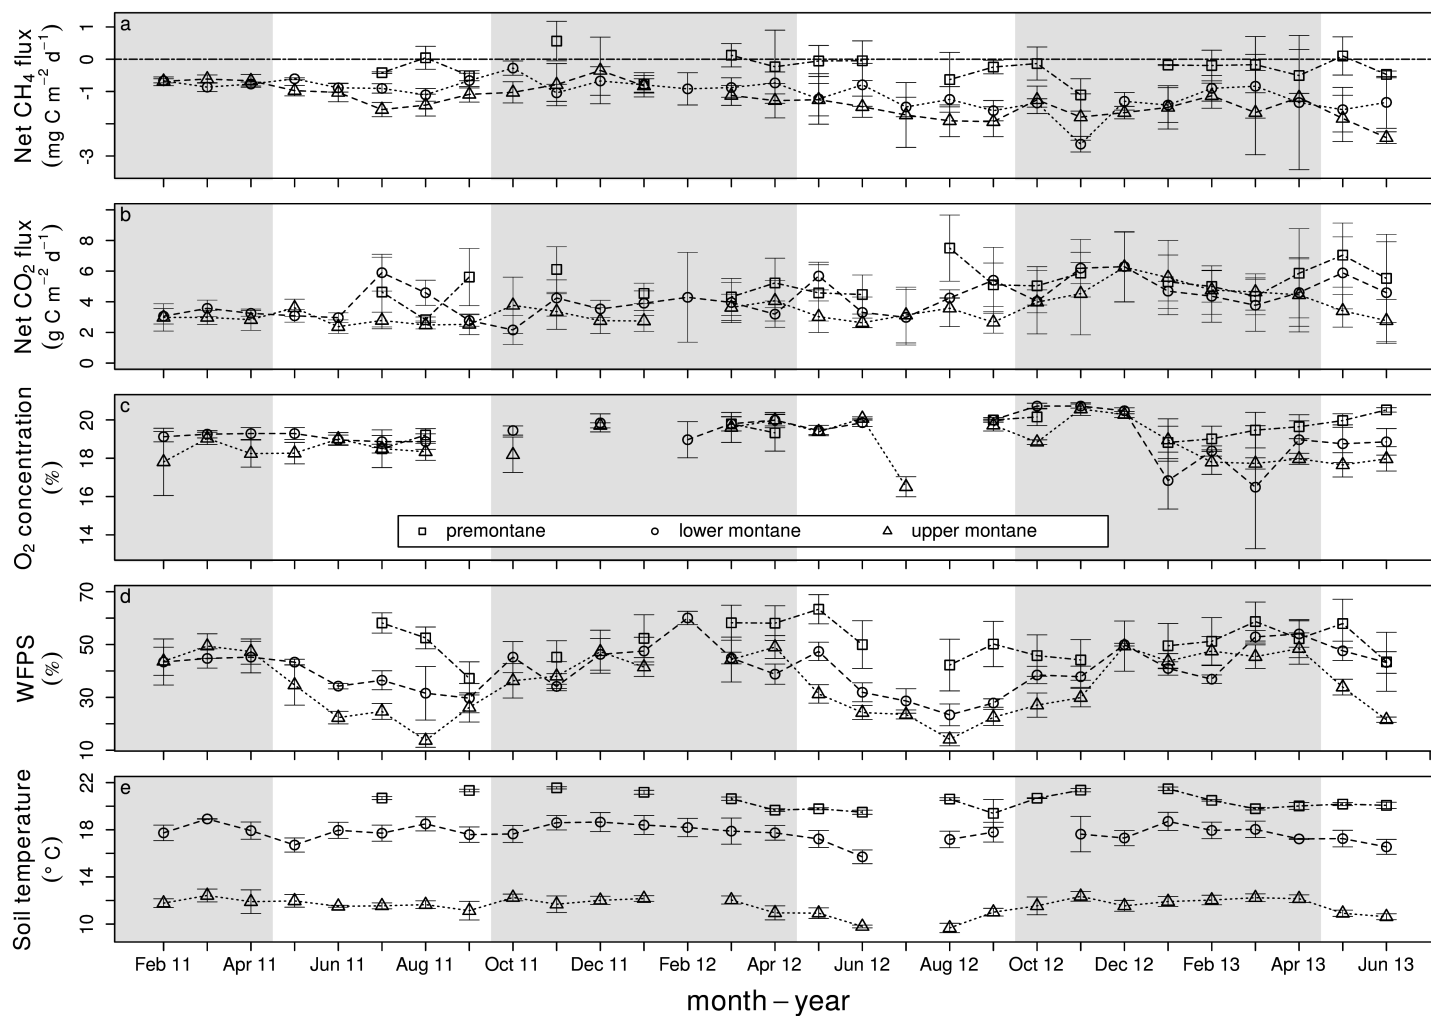 a
Net CH4 flux
(mg C m−2 d−1)
1
0
-1
-3
b
Net CO2 flux
(g C m−2 d−1)
8
6
4
2
0
c
O2 concentration
(%)
20
18
16
14
premontane lower montane upper montane
d
WFPS
(%)
70
50
30
10
e
Soil temperature
(° C)
22
18
14
10
Feb 11 Apr 11 Jun 11 Aug 11 Oct 11 Dec 11 Feb 12 Apr 12 Jun 12 Aug 12 Oct 12 Dec 12 Feb 13 Apr 13 Jun 13
month − year